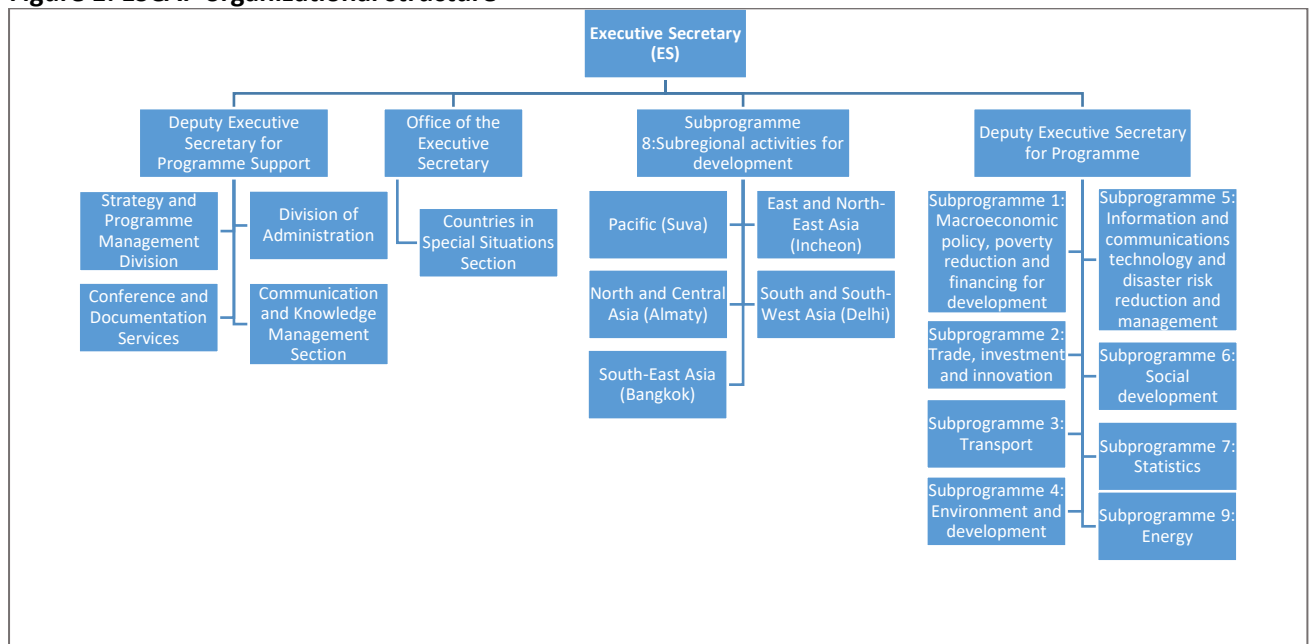 Figure ESCAP organizational structure
Executive Secretary
(ES)
Deputy Executive
Secretary for
Programme Support
Office of the
Executive
Secretary
Subprogramme
8:Subregional activities for
development
Deputy Executive Secretary
for Programme
Strategy and
Programme
Management
Division
Division of
Administration
Conference and
Documentation
Services
Communication
and Knowledge
Management
Section
Countries in
Special Situations
Section
Pacific (Suva)
East and North-
East Asia
(Incheon)
North and Central
Asia (Almaty)
South and South-
West Asia (Delhi)
South-East Asia
(Bangkok)
Subprogramme 1:
Macroeconomic
policy, poverty
reduction and
financing for
development
Subprogramme 5:
Information and
communications
technology and
disaster risk
reduction and
management
Subprogramme 2:
Trade, investment
and innovation
Subprogramme 6:
Social
development
Subprogramme 3:
Transport
Subprogramme 7:
Statistics
Subprogramme 4:
Environment and
development
Subprogramme 9:
Energy